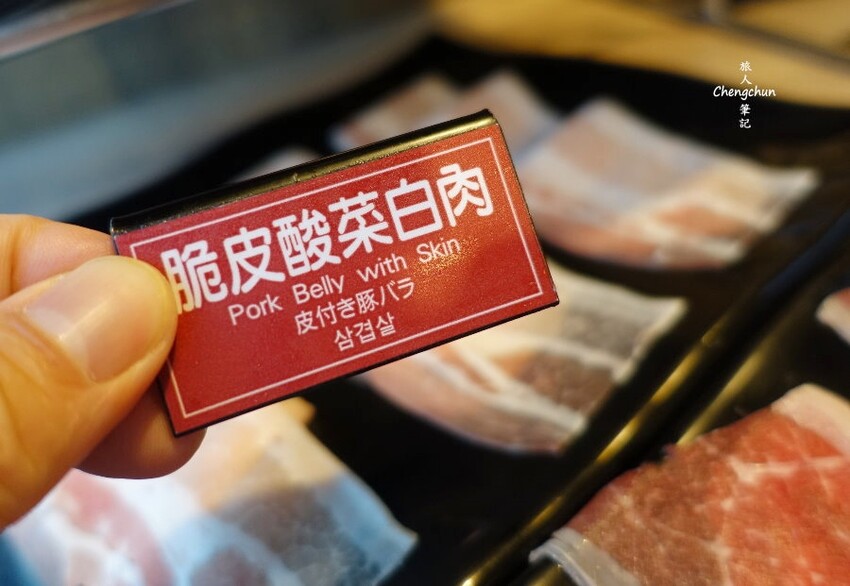 脆皮酸菜白肉
Pork Belly with Skin
皮付き豚バラ
삼겹살
旅人
Chengchun
筆記